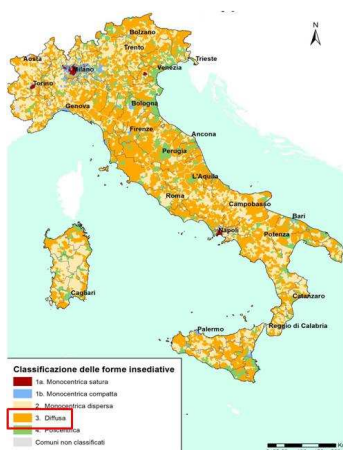 N
Bolzano
Trento
Aosta
Trieste
Milano
Venezia
Torino
Genova
Bologna
Firenze
Ancona
Perugia
L'Aquila
Roma
Campobasso
Bari
Napoli
Potenza
Cagliari
Catanzaro
Palermo
Reggio di Calabria
Classificazione delle forme insediative
1a. Monocentrica satura
1b. Monocentrica compatta
2. Monocentrica dispersa
3. Diffusa
4. Policentrica
Comuni non classificati